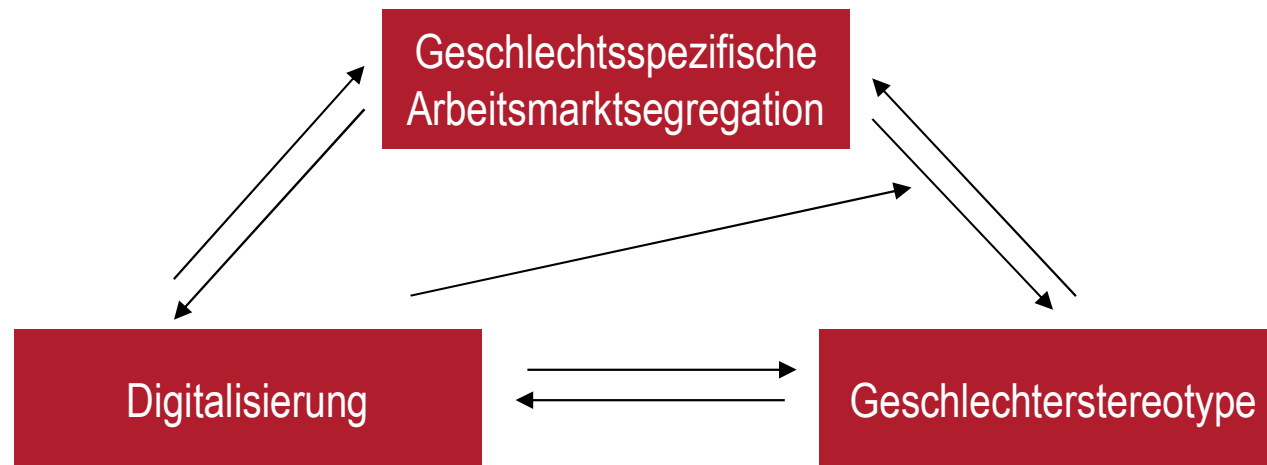 Geschlechtsspezifische
Arbeitsmarktsegregation
Digitalisierung
Geschlechterstereotype